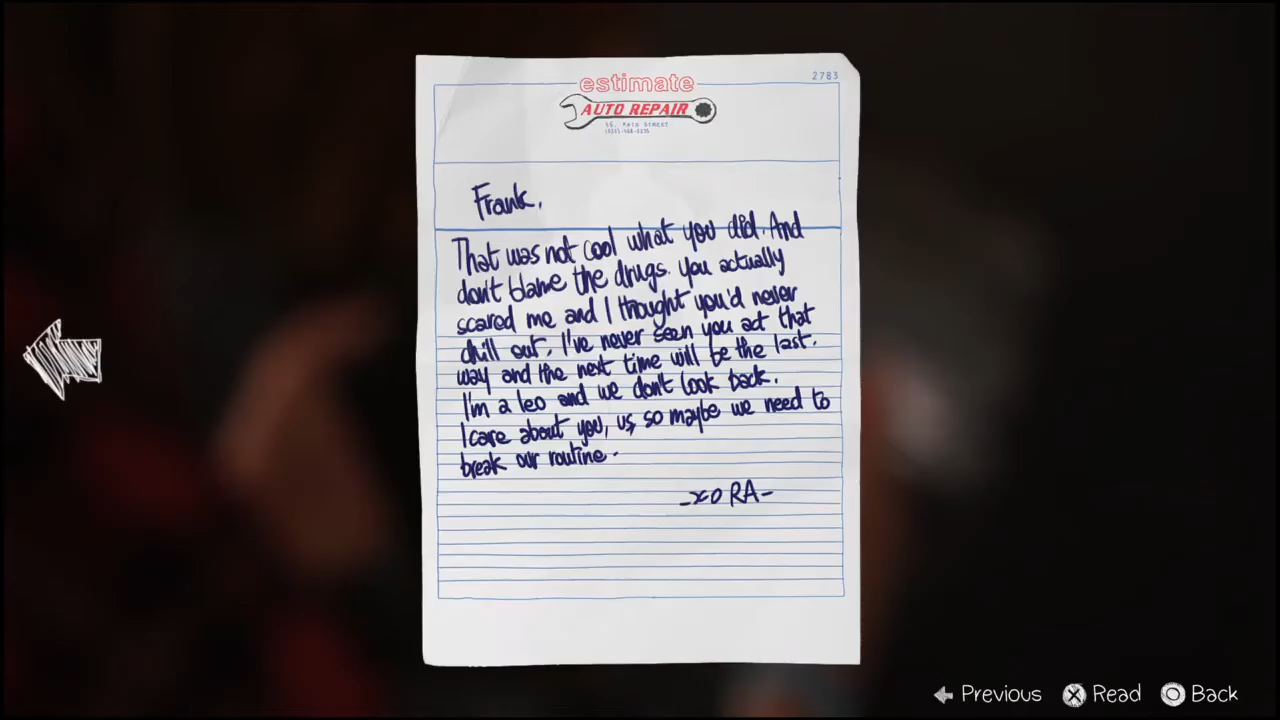 estimate
2783
AUTO REPAIR
Frank,
That was not cool what you did. And
don't blame the drugs. You actually
scared me and I thought you'd never
chill out. I've never seen you act that
way and the next time will be the last.
I'm a leo and we don't look back.
I care about you, us, so maybe we need to
break our routine.
-xo RA-
Previous
Read
Back